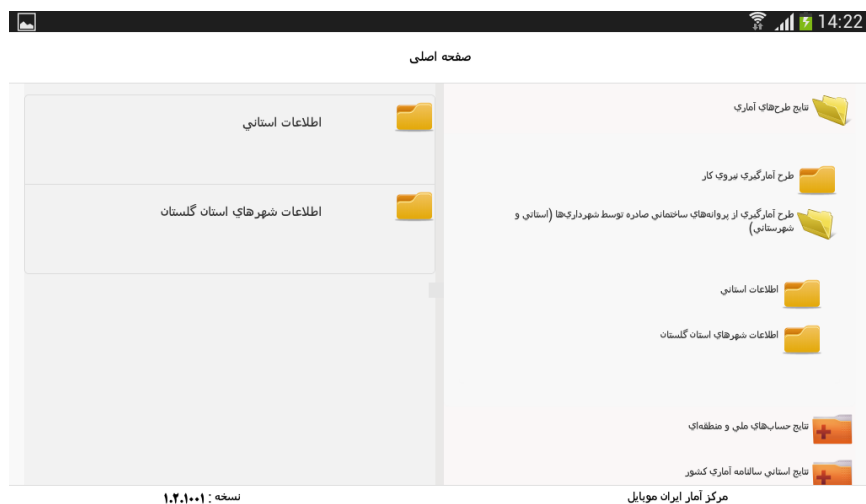 14:22
صفحه اصلی
نتايج طرح‌هاي آماري
طرح آمارگيري نيروي کار
طرح آمارگيري از پروانه‌هاي ساختماني صادره توسط شهرداري‌ها (استاني و
شهرستاني)
اطلاعات استاني
اطلاعات شهرهاي استان گلستان
نتايج حساب‌هاي ملي و منطقه‌اي
نتايج استاني سالنامه آماري کشور
اطلاعات استاني
اطلاعات شهرهاي استان گلستان
مرکز آمار ایران موبایل
نسخه : ۱.۲.۱۰۰۱